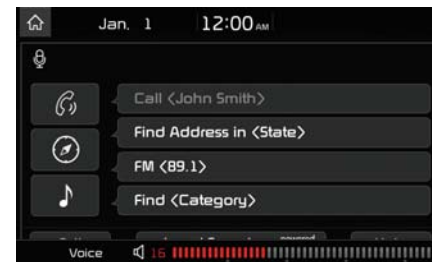 Jan. 1 12:00 AM
Call <John Smith>
Find Address in <State>
FM <89.1>
Find <Category>
Voice 16